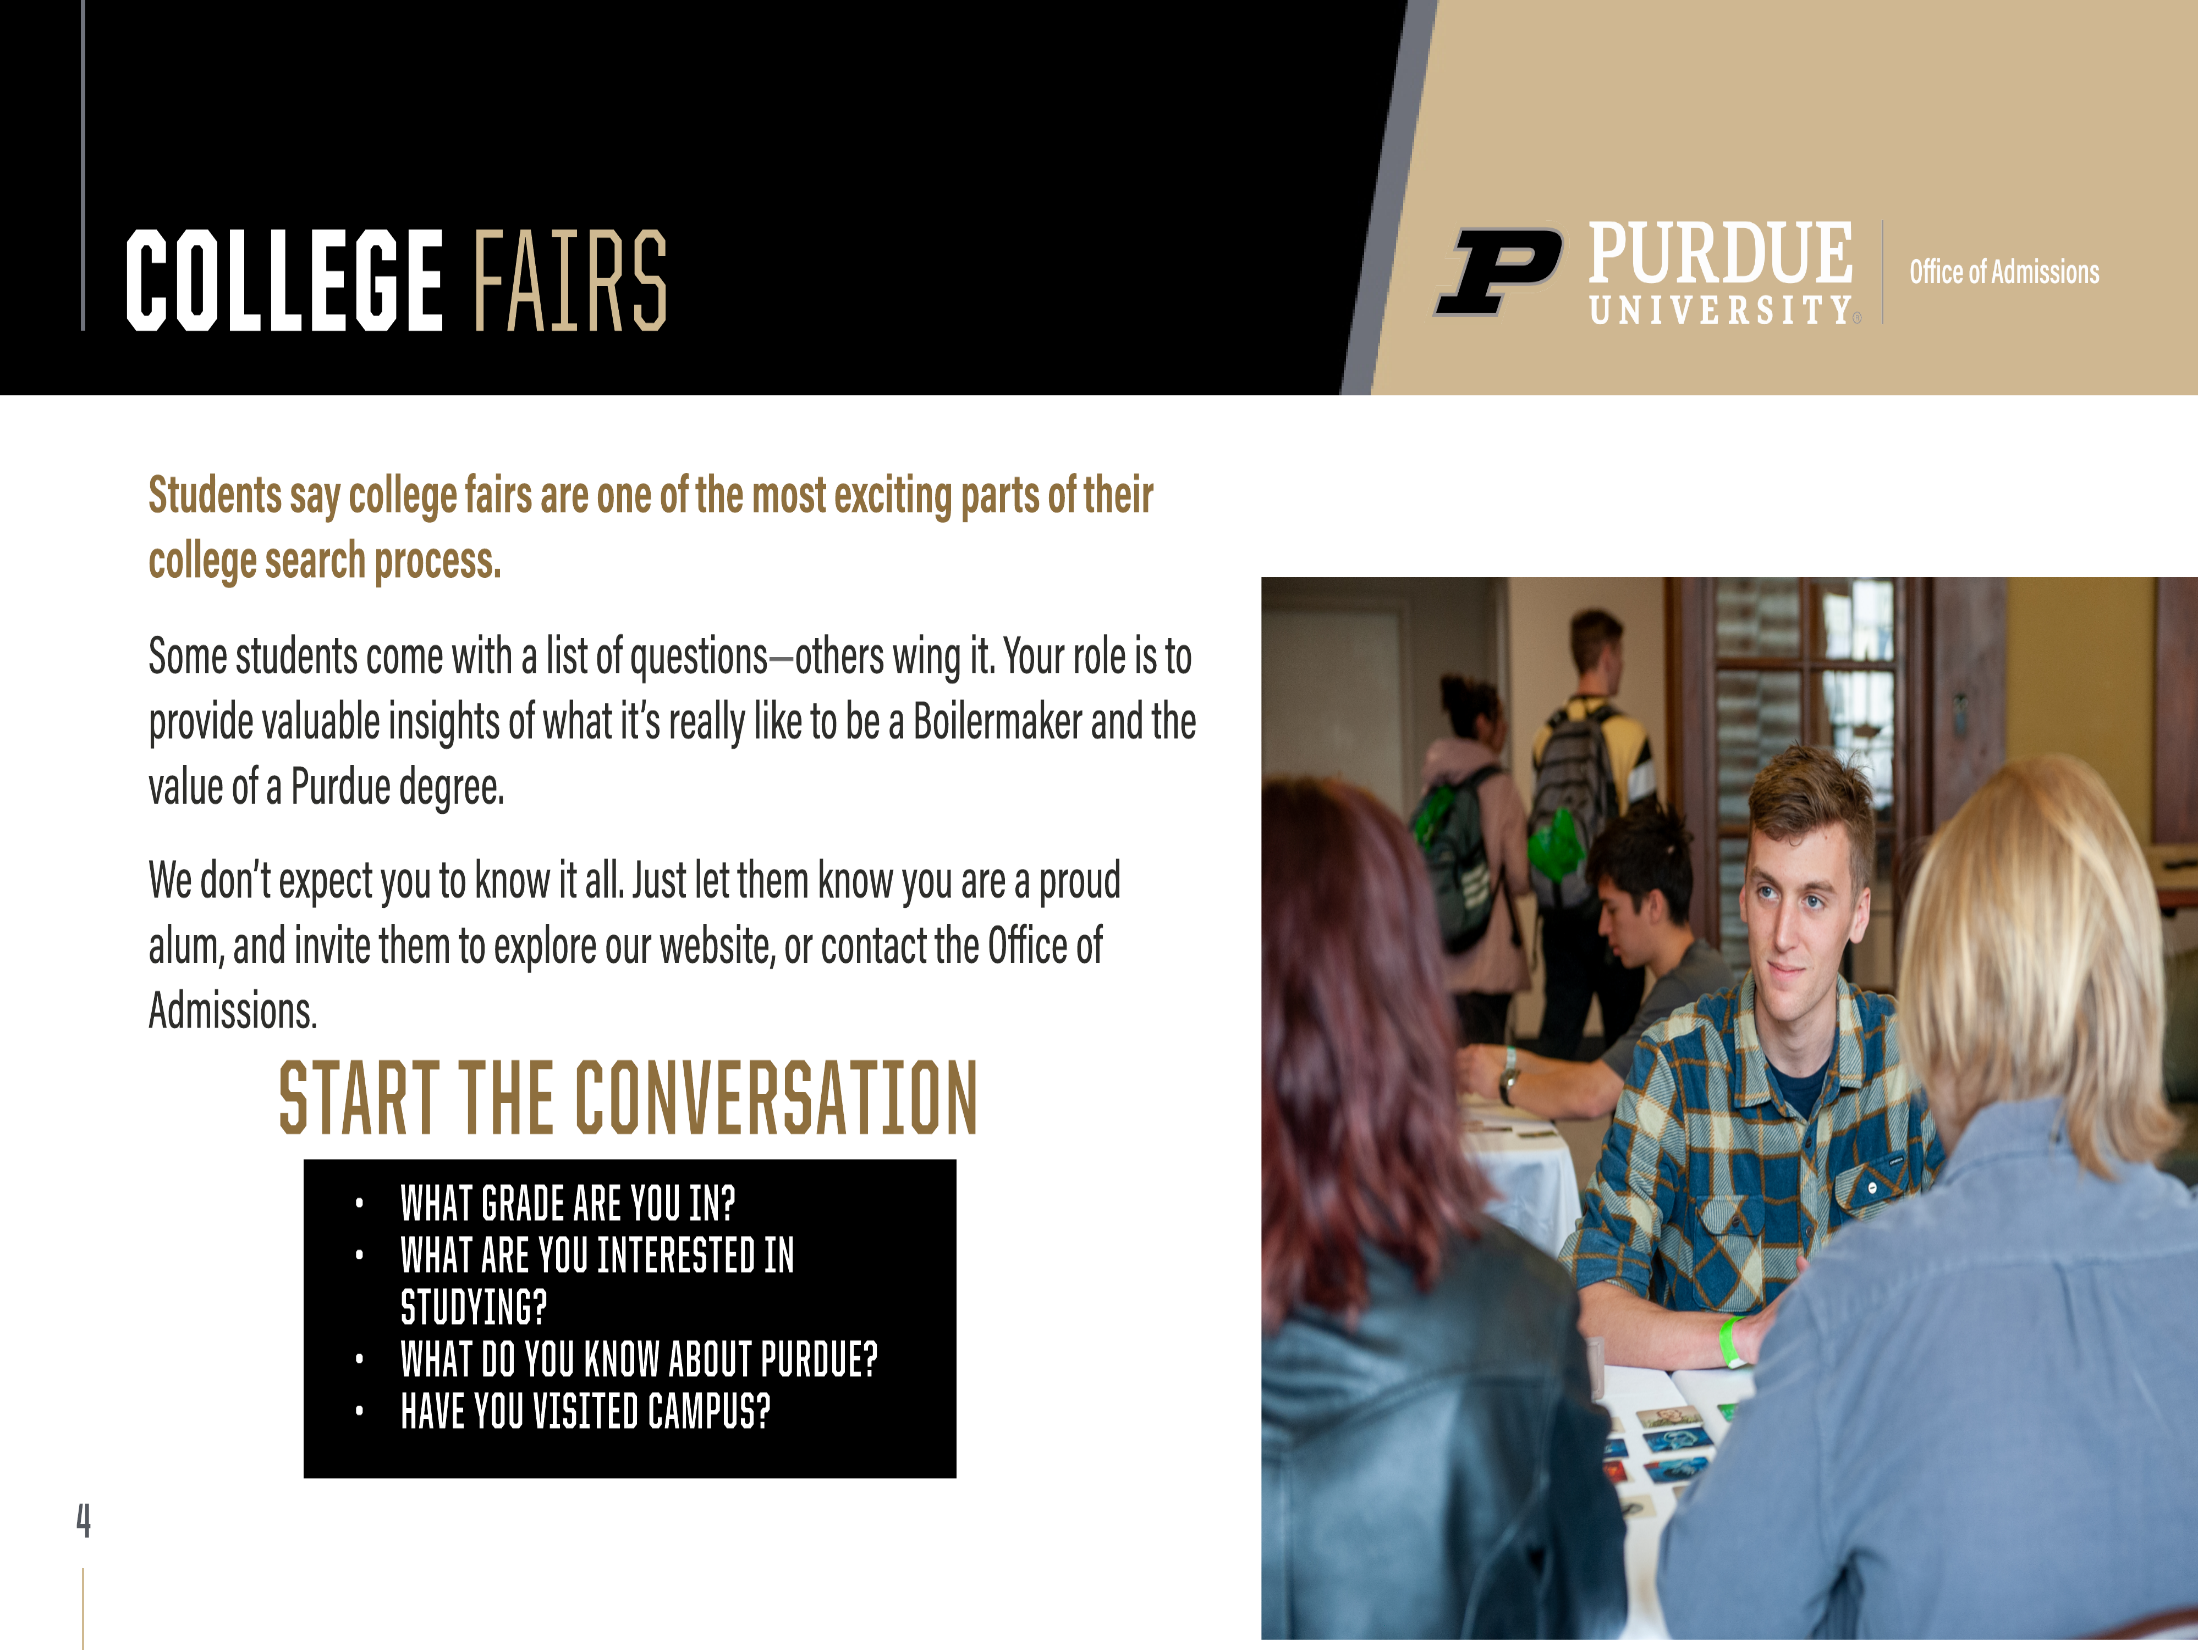 COLLEGE FAIRS
P PURDUE
UNIVERSITY®
Office of Admissions
Students say college fairs are one of the most exciting parts of their
college search process.
Some students come with a list of questions—others wing it. Your role is to
provide valuable insights of what it's really like to be a Boilermaker and the
value of a Purdue degree.
We don't expect you to know it all. Just let them know you are a proud
alum, and invite them to explore our website, or contact the Office of
Admissions.
START THE CONVERSATION
• WHAT GRADE ARE YOU IN?
• WHAT ARE YOU INTERESTED IN
STUDYING?
• WHAT DO YOU KNOW ABOUT PURDUE?
• HAVE YOU VISITED CAMPUS?
4